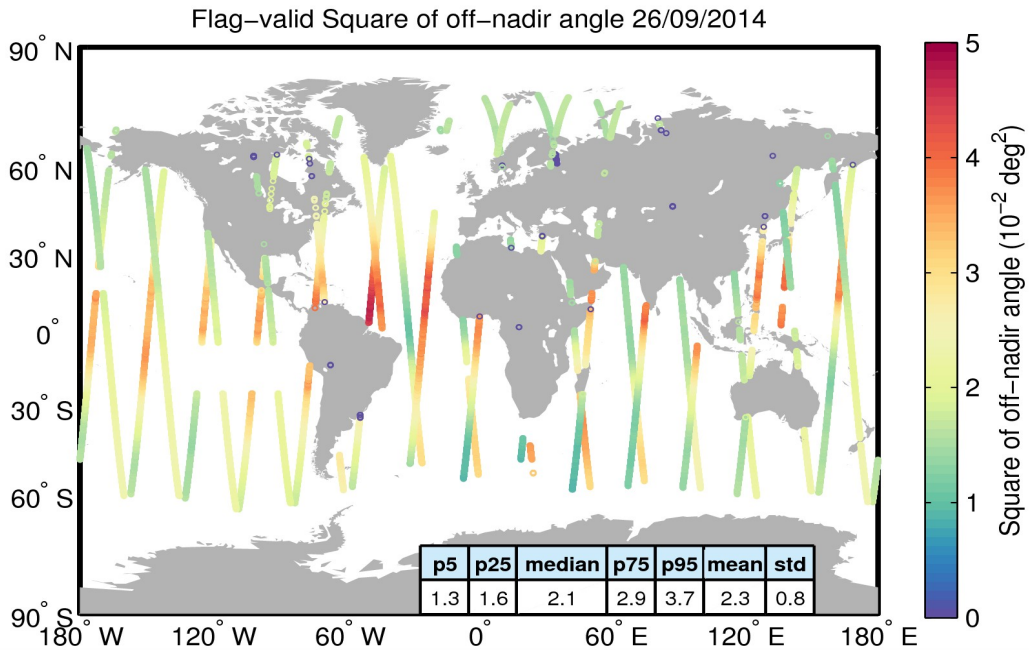 Flag−valid Square of off−nadir angle 26/09/2014
90° N
60° N
30° N
0°
30° S
60° S
90° S
180° W
120° W
60° W
0°
60° E
120° E
180° E
p5 p25 median p75 p95 mean std
1.3 1.6 2.1 2.9 3.7 2.3 0.8
5
4
3
2
1
0
Square of off−nadir angle (10⁻² deg²)